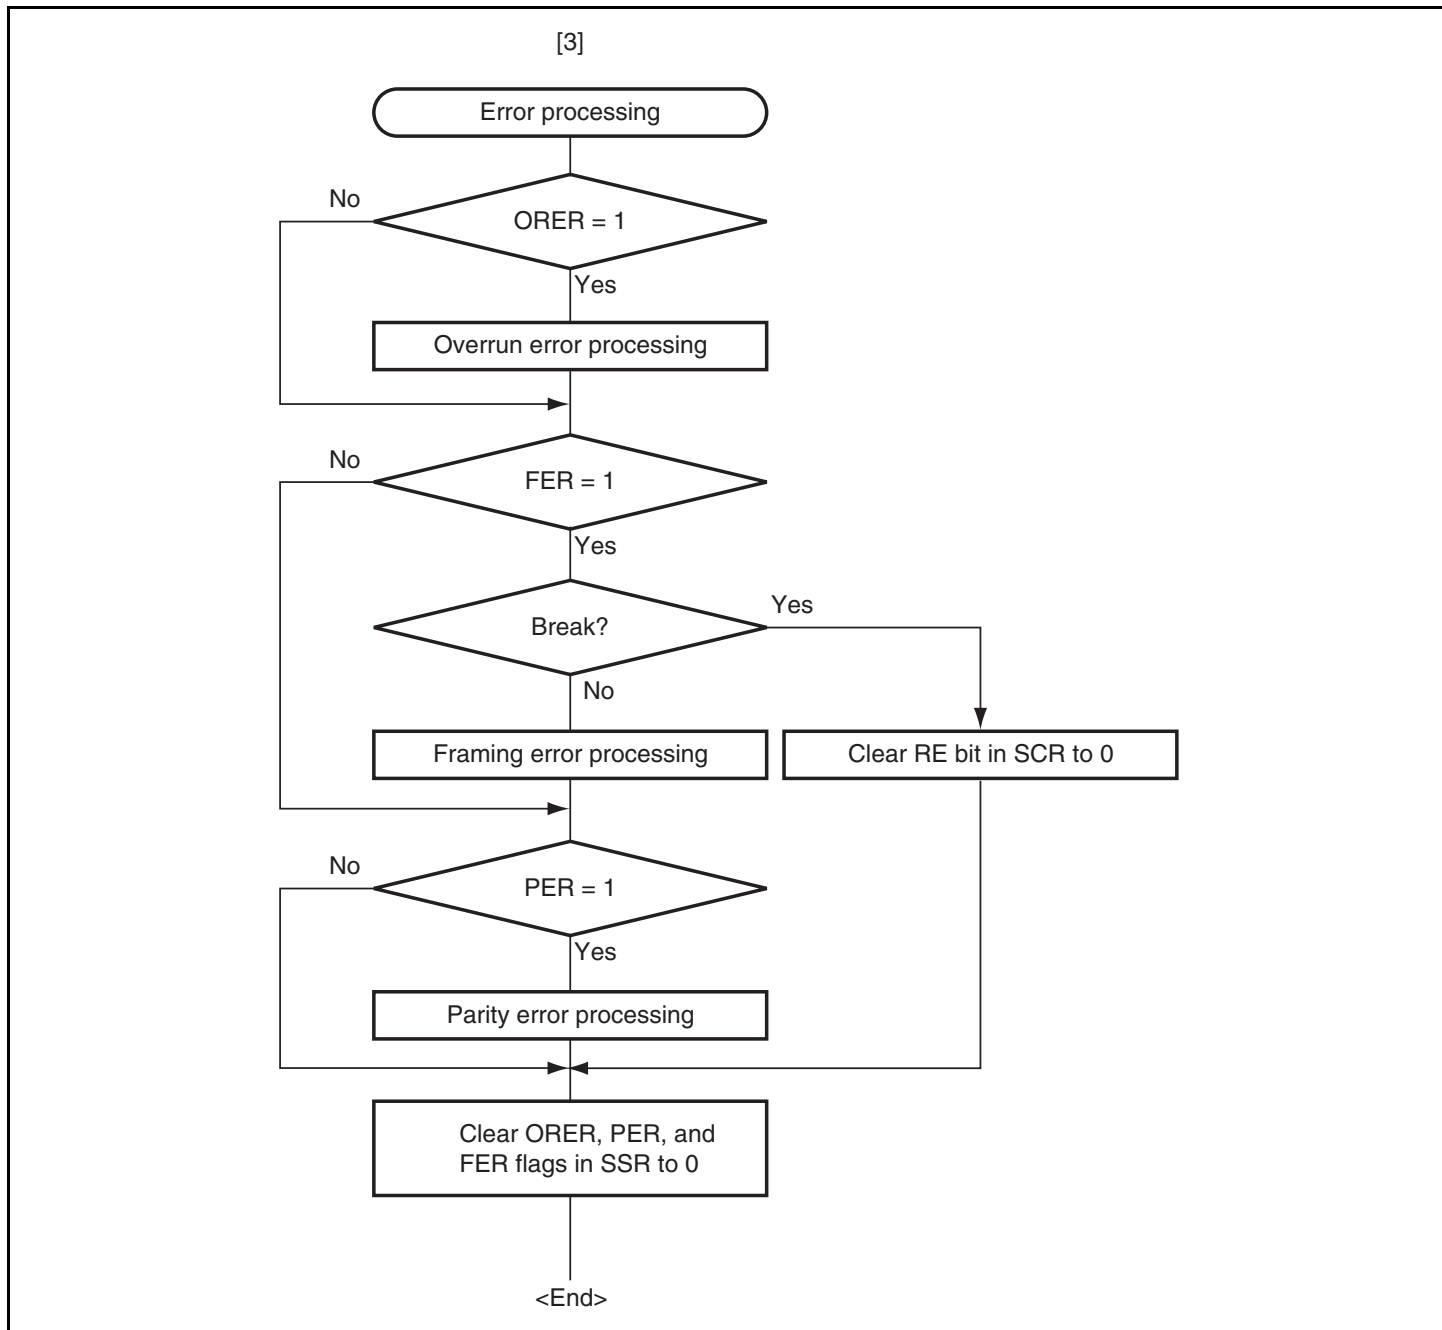 [3]
Error processing
No
ORER = 1
Yes
Overrun error processing
No
FER = 1
Yes
Break?
Yes
No
Framing error processing
Clear RE bit in SCR to 0
No
PER = 1
Yes
Parity error processing
Clear ORER, PER, and
FER flags in SSR to 0
<End>